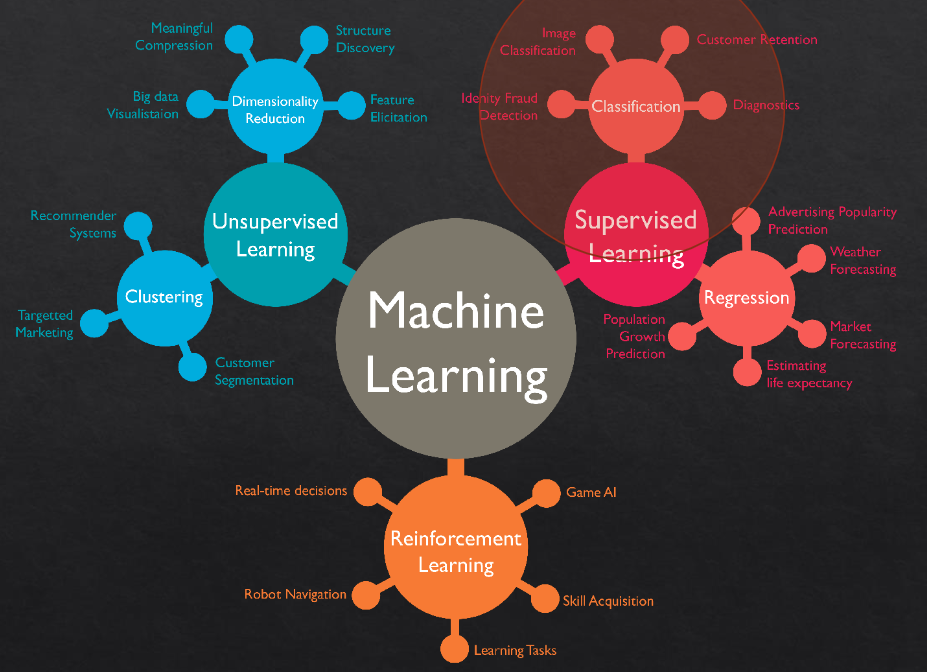 Meaningful
Compression
Structure
Discovery
Big data
Visualistaion
Dimensionality
Reduction
Feature
Elicitation
Image
Classification
Customer Retention
Idenity Fraud
Detection
Classification
Diagnostics
Recommender
Systems
Unsupervised
Learning
Supervised
Learning
Advertising Popularity
Prediction
Weather
Forecasting
Clustering
Regression
Targetted
Marketing
Machine
Learning
Population
Growth
Prediction
Market
Forecasting
Customer
Segmentation
Estimating
life expectancy
Real-time decisions
Game AI
Reinforcement
Learning
Robot Navigation
Skill Acquisition
Learning Tasks